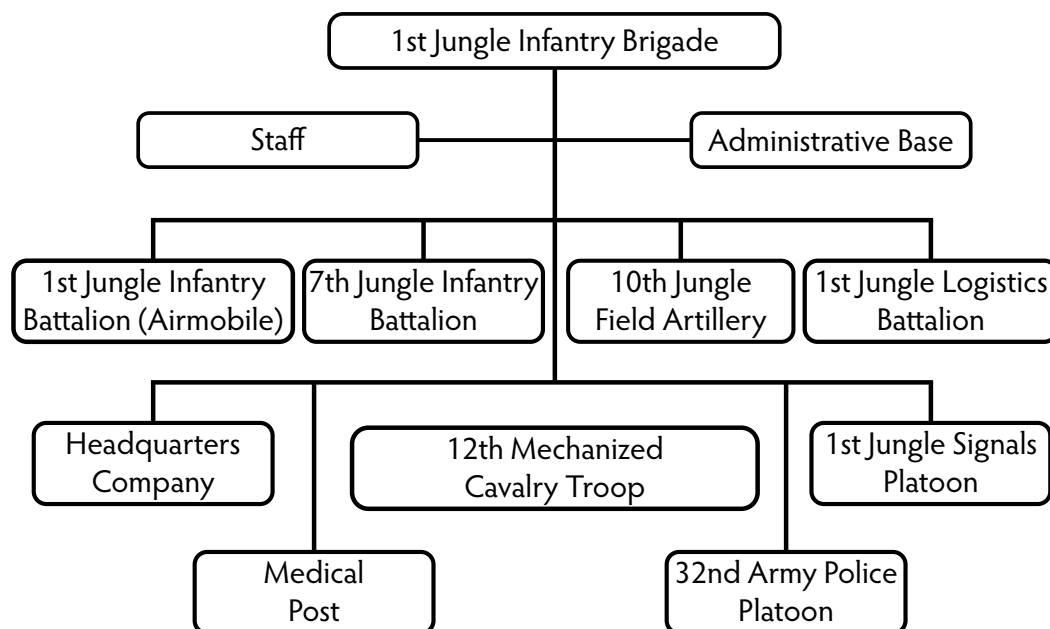 1st Jungle Infantry Brigade
Staff
Administrative Base
1st Jungle Infantry
Battalion (Airmobile)
7th Jungle Infantry
Battalion
10th Jungle
Field Artillery
1st Jungle Logistics
Battalion
Headquarters
Company
12th Mechanized
Cavalry Troop
1st Jungle Signals
Platoon
Medical
Post
32nd Army Police
Platoon